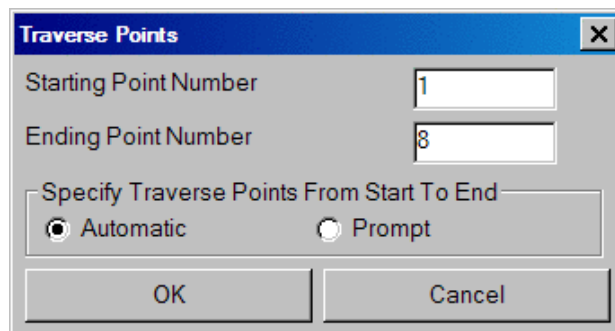 Traverse Points
Starting Point Number 1
Ending Point Number 8
Specify Traverse Points From Start To End
Automatic Prompt
OK Cancel